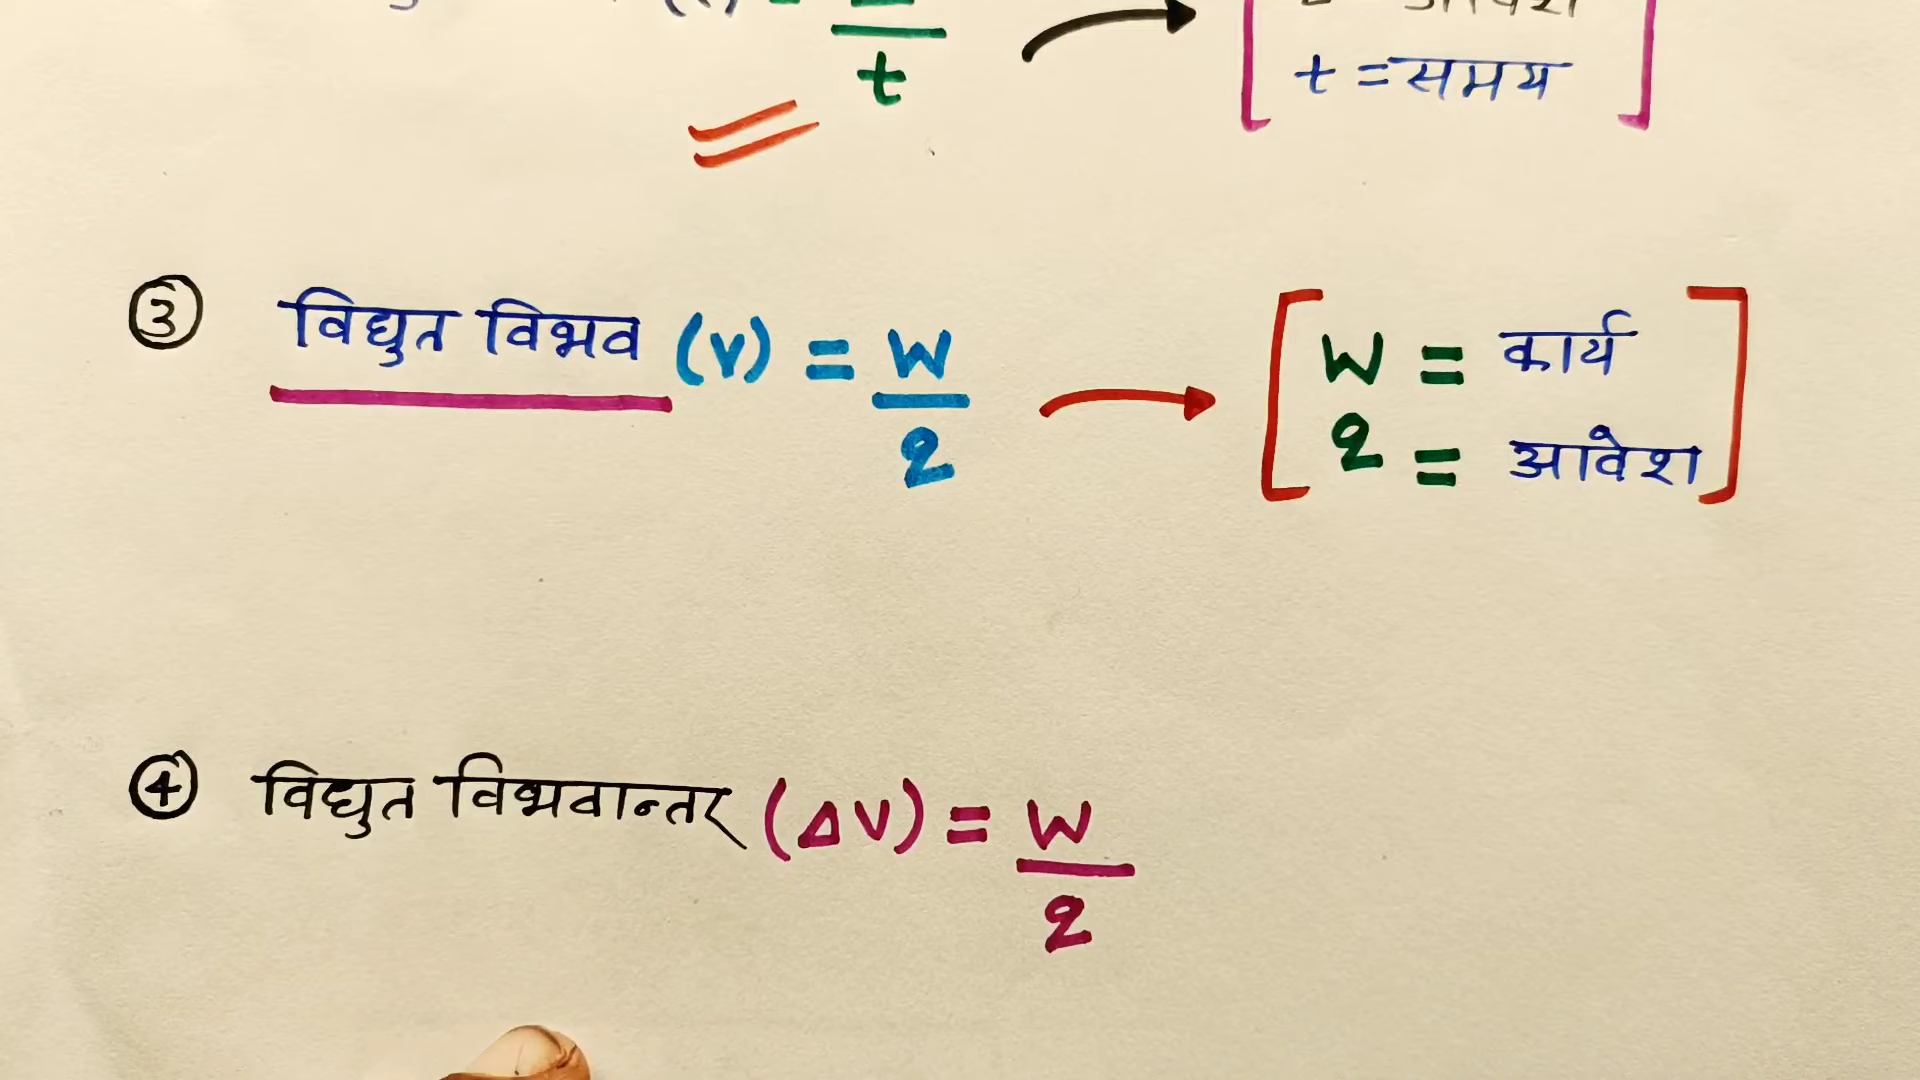 t
t = समय
③ विद्युत विभव (V) = W/q
W = कार्य
q = आवेश
④ विद्युत विभवान्तर (ΔV) = W/q